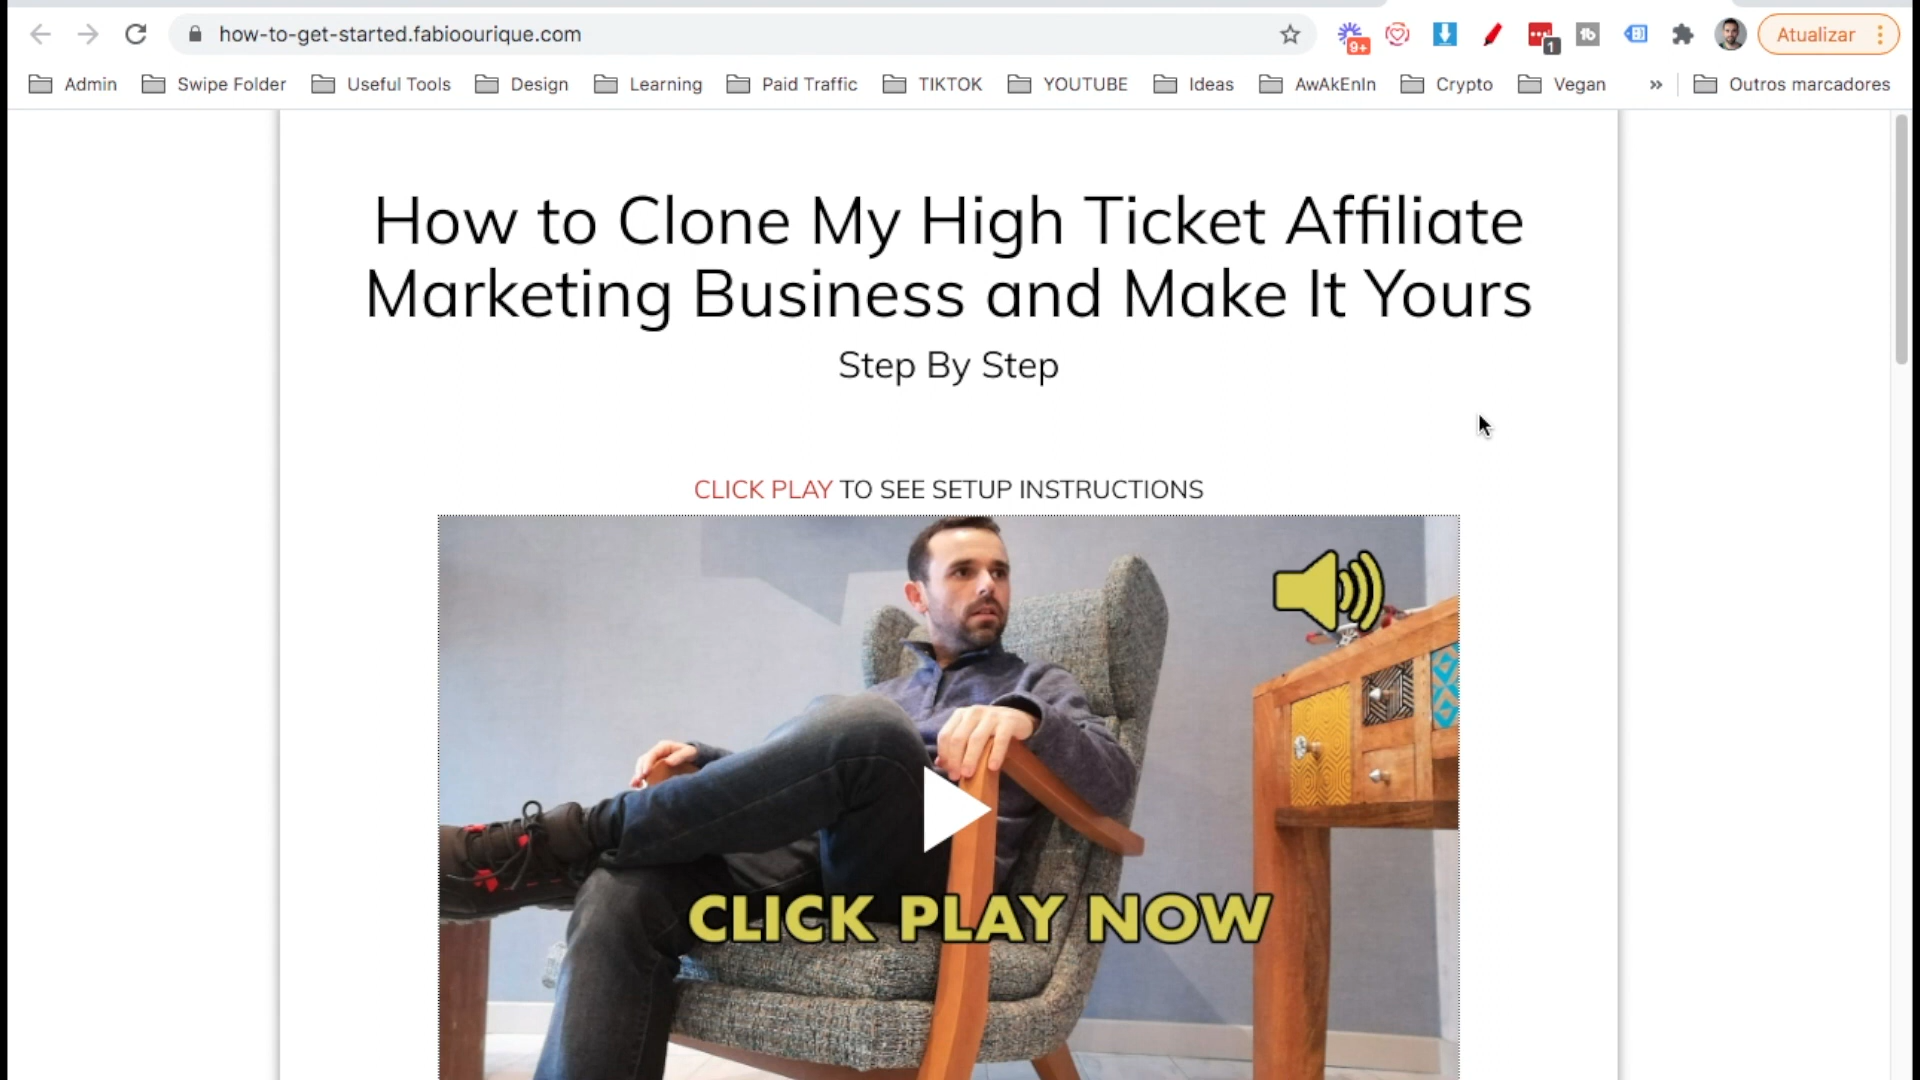 how-to-get-started.fabioourique.com
9+
1
Atualizar
Admin
Swipe Folder
Useful Tools
Design
Learning
Paid Traffic
TIKTOK
YOUTUBE
Ideas
AwAkEnIn
Crypto
Vegan
»
Outros marcadores
How to Clone My High Ticket Affiliate
Marketing Business and Make It Yours
Step By Step
CLICK PLAY TO SEE SETUP INSTRUCTIONS
CLICK PLAY NOW